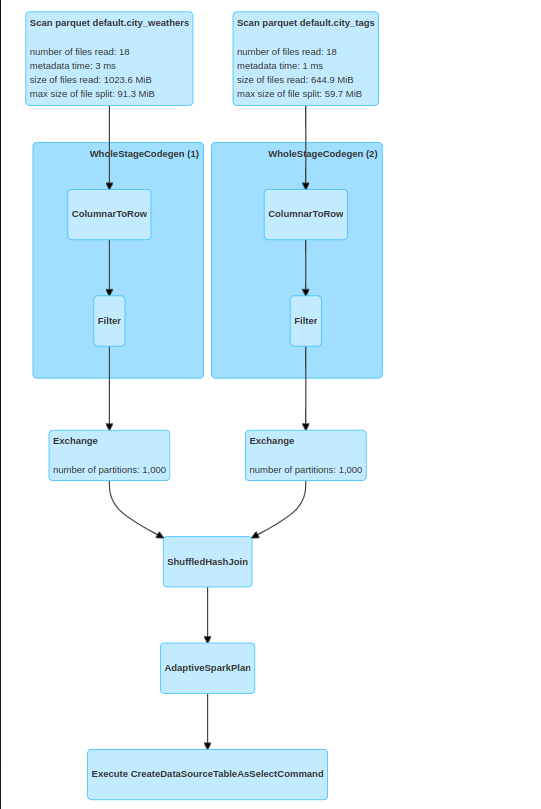 Scan parquet default.city_weathers
number of files read: 18
metadata time: 3 ms
size of files read: 1023.6 MiB
max size of file split: 91.3 MiB
Scan parquet default.city_tags
number of files read: 18
metadata time: 1 ms
size of files read: 644.9 MiB
max size of file split: 59.7 MiB
WholeStageCodegen (1)
ColumnarToRow
Filter
WholeStageCodegen (2)
ColumnarToRow
Filter
Exchange
number of partitions: 1,000
Exchange
number of partitions: 1,000
ShuffledHashJoin
AdaptiveSparkPlan
Execute CreateDataSourceTableAsSelectCommand